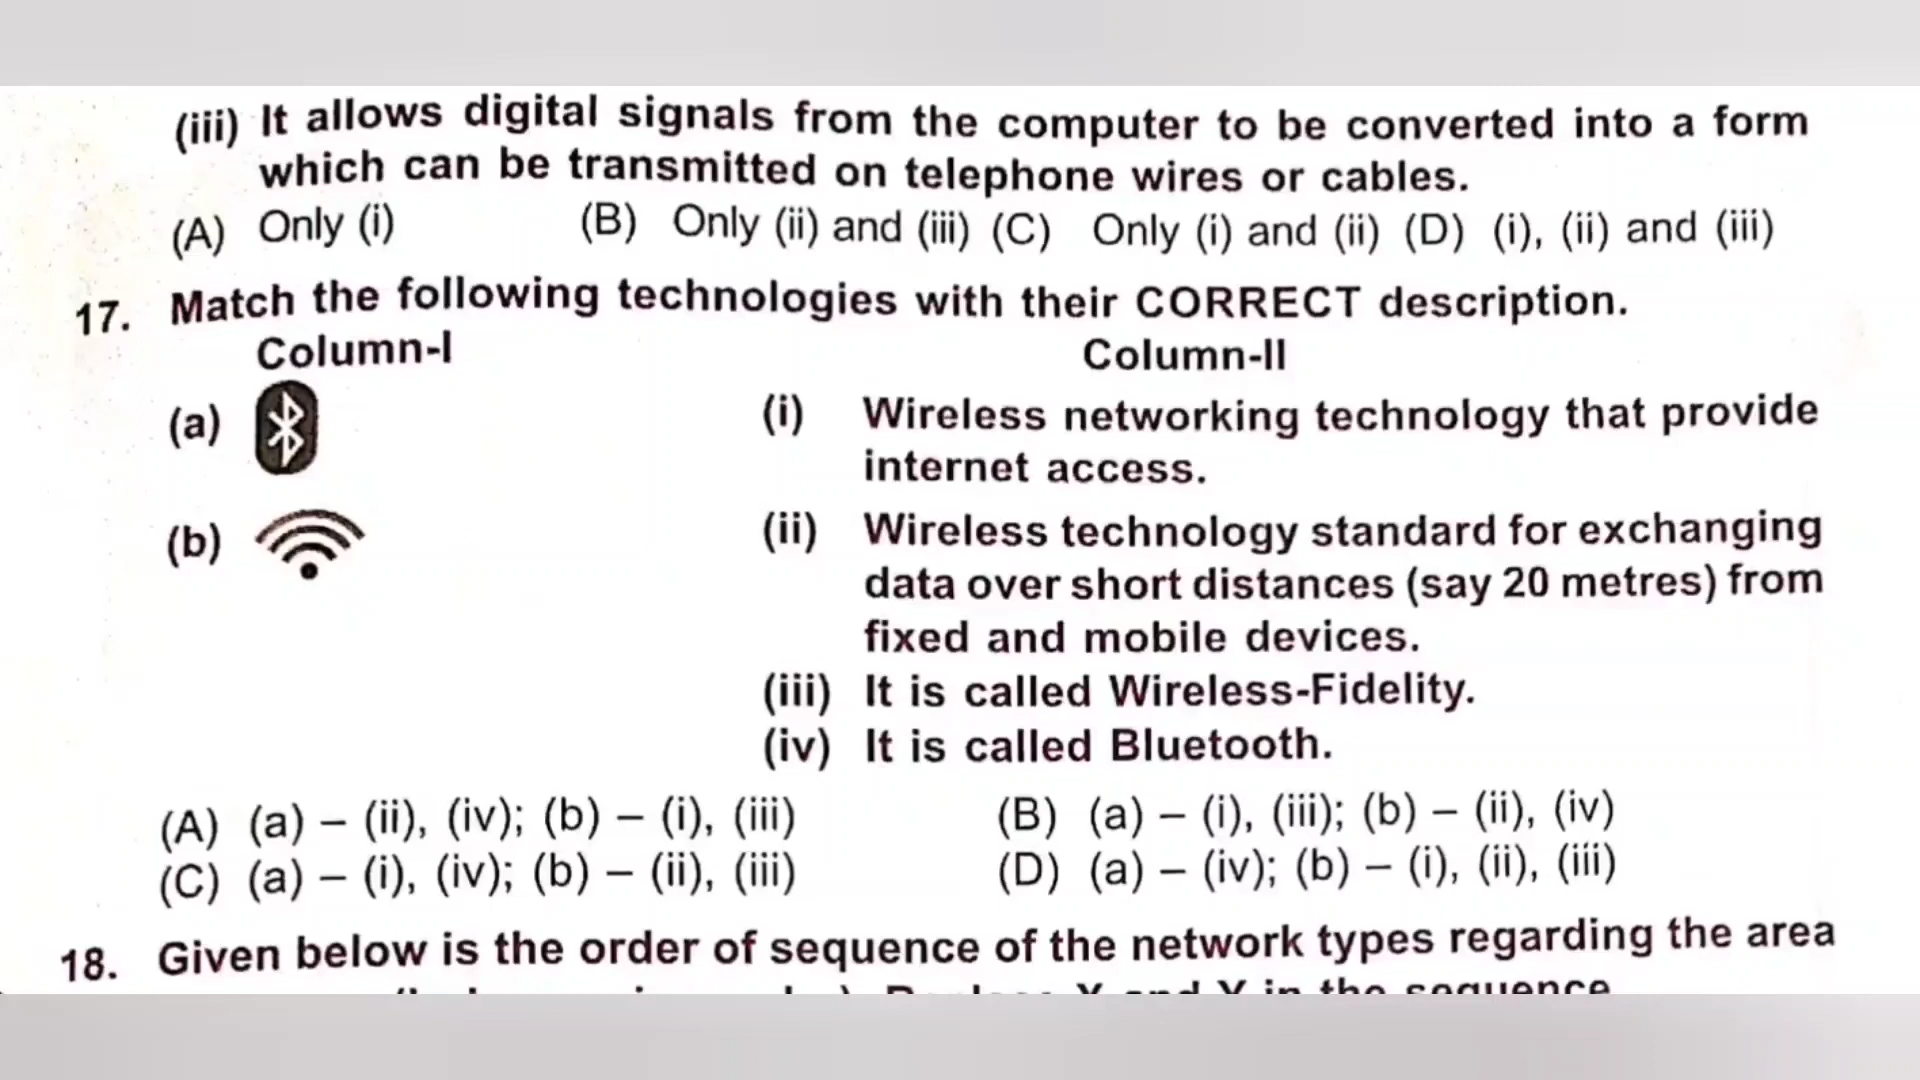 (iii) It allows digital signals from the computer to be converted into a form
which can be transmitted on telephone wires or cables.
(A) Only (i) (B) Only (ii) and (iii) (C) Only (i) and (ii) (D) (i), (ii) and (iii)
17. Match the following technologies with their CORRECT description.
Column-I Column-II
(a) (i) Wireless networking technology that provide
internet access.
(b) (ii) Wireless technology standard for exchanging
data over short distances (say 20 metres) from
fixed and mobile devices.
(iii) It is called Wireless-Fidelity.
(iv) It is called Bluetooth.
(A) (a) – (ii), (iv); (b) – (i), (iii) (B) (a) – (i), (iii); (b) – (ii), (iv)
(C) (a) – (i), (iv); (b) – (ii), (iii) (D) (a) – (iv); (b) – (i), (ii), (iii)
18. Given below is the order of sequence of the network types regarding the area
X and Y in the sequence